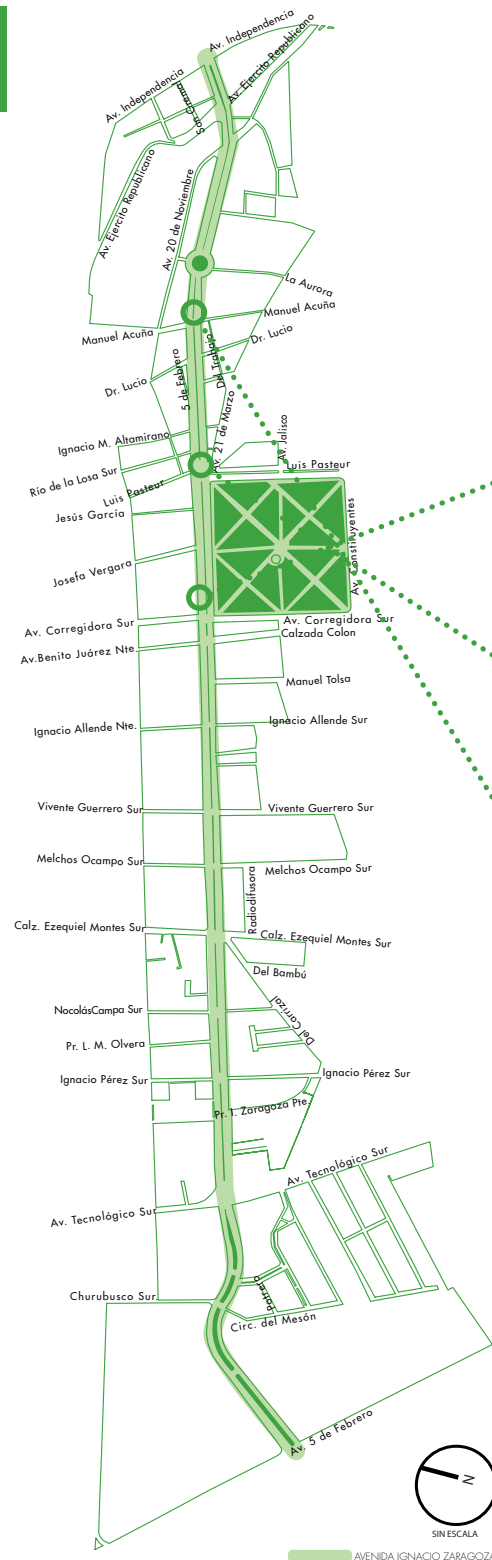 Av. Independencia
Av. Ejercito Republicano
Av. Independencia
San Cremal
Av. Ejercito Republicano
Av. 20 de Noviembre
La Aurora
Manuel Acuña
Manuel Acuña
Dr. Lucio
Del Trabajo
5 de Febrero
Dr. Lucio
Av. 21 de Marzo
Av. Jalisco
Ignacio M. Altamirano
Luis Pasteur
Río de la Losa Sur
Luis Pasteur
Jesús García
Av. Constituyentes
Josefa Vergara
Av. Corregidora Sur
Av. Corregidora Sur
Calzada Colon
Av.Benito Juárez Nte.
Manuel Tolsa
Ignacio Allende Nte.
Ignacio Allende Sur
Vivente Guerrero Sur
Vivente Guerrero Sur
Melchos Ocampo Sur
Melchos Ocampo Sur
Radiodifusora
Calz. Ezequiel Montes Sur
Calz. Ezequiel Montes Sur
Del Bambú
NocolásCampa Sur
Del Carrizal
Pr. L. M. Olvera
Ignacio Pérez Sur
Ignacio Pérez Sur
Pr. I. Zaragoza Pte.
Av. Tecnológico Sur
Av. Tecnológico Sur
Churubusco Sur
Potrero
Circ. del Mesón
Av. 5 de Febrero
N
SIN ESCALA
AVENIDA IGNACIO ZARAGOZA